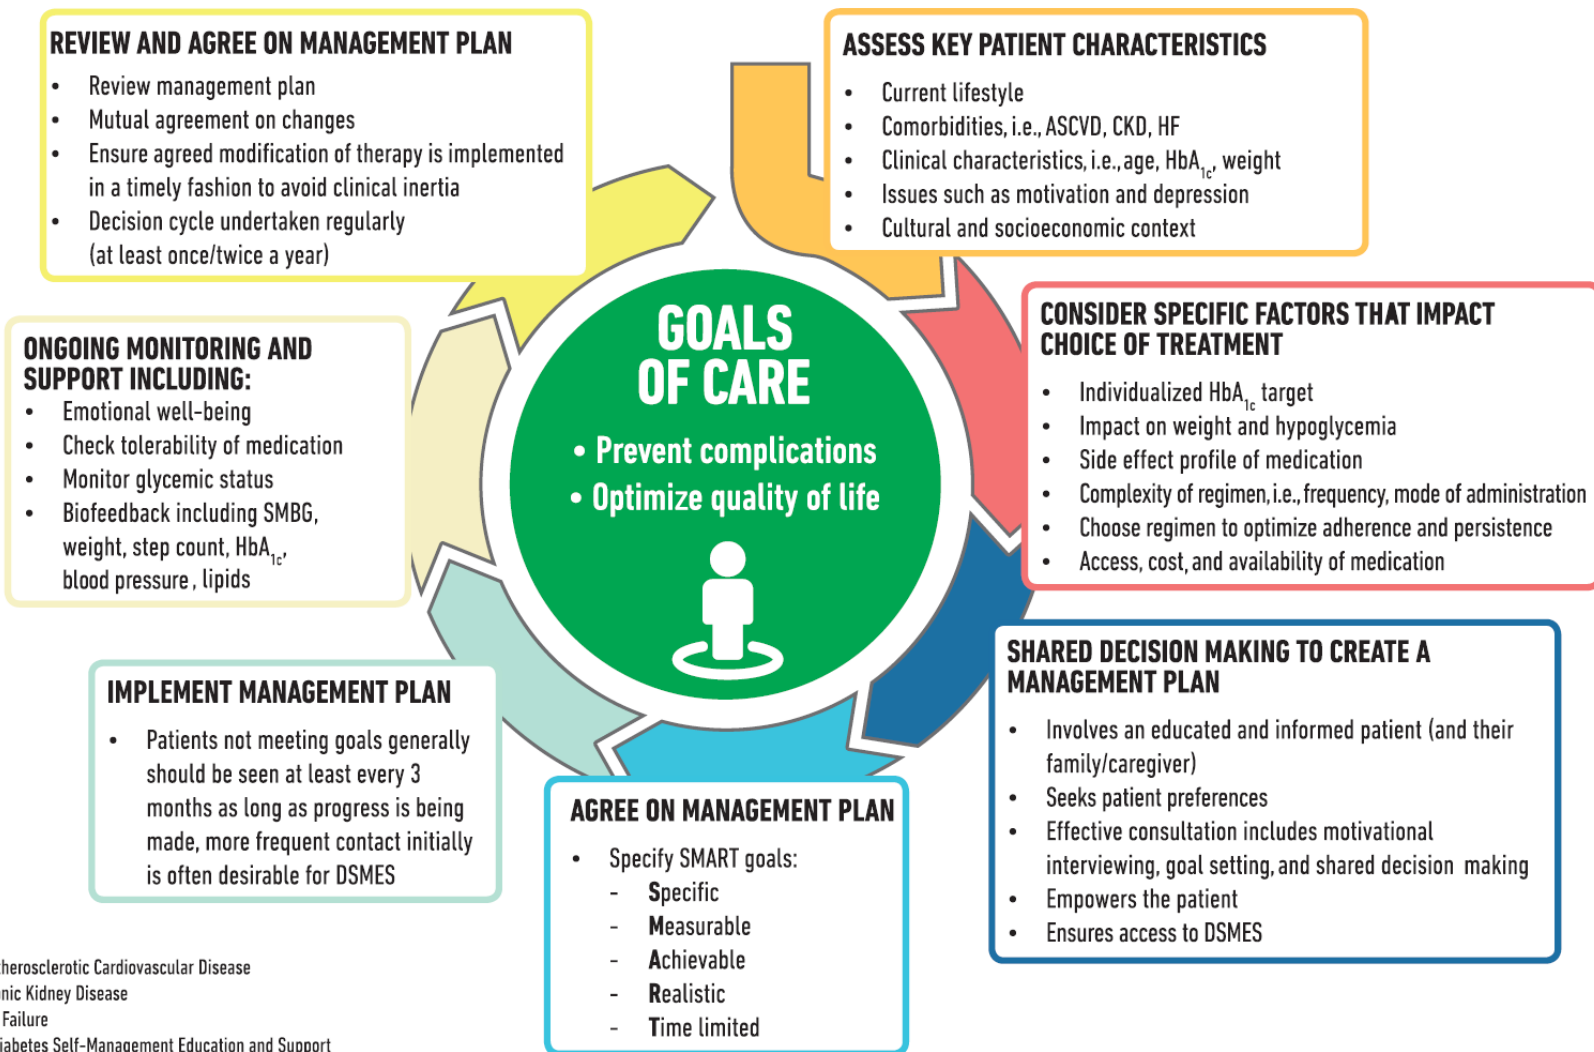 REVIEW AND AGREE ON MANAGEMENT PLAN
• Review management plan
• Mutual agreement on changes
• Ensure agreed modification of therapy is implemented
in a timely fashion to avoid clinical inertia
• Decision cycle undertaken regularly
(at least once/twice a year)
ASSESS KEY PATIENT CHARACTERISTICS
• Current lifestyle
• Comorbidities, i.e., ASCVD, CKD, HF
• Clinical characteristics, i.e., age, HbA1c, weight
• Issues such as motivation and depression
• Cultural and socioeconomic context
CONSIDER SPECIFIC FACTORS THAT IMPACT
CHOICE OF TREATMENT
• Individualized HbA1c target
• Impact on weight and hypoglycemia
• Side effect profile of medication
• Complexity of regimen, i.e., frequency, mode of administration
• Choose regimen to optimize adherence and persistence
• Access, cost, and availability of medication
SHARED DECISION MAKING TO CREATE A
MANAGEMENT PLAN
• Involves an educated and informed patient (and their
family/caregiver)
• Seeks patient preferences
• Effective consultation includes motivational
interviewing, goal setting, and shared decision making
• Empowers the patient
• Ensures access to DSMES
AGREE ON MANAGEMENT PLAN
• Specify SMART goals:
- Specific
- Measurable
- Achievable
- Realistic
- Time limited
IMPLEMENT MANAGEMENT PLAN
• Patients not meeting goals generally
should be seen at least every 3
months as long as progress is being
made, more frequent contact initially
is often desirable for DSMES
ONGOING MONITORING AND
SUPPORT INCLUDING:
• Emotional well-being
• Check tolerability of medication
• Monitor glycemic status
• Biofeedback including SMBG,
weight, step count, HbA1c,
blood pressure, lipids
GOALS
OF CARE
• Prevent complications
• Optimize quality of life
Cardiovascular Disease
Kidney Disease
Failure
Self-Management Education and Support